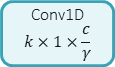 Conv1D
k × 1 × c/γ